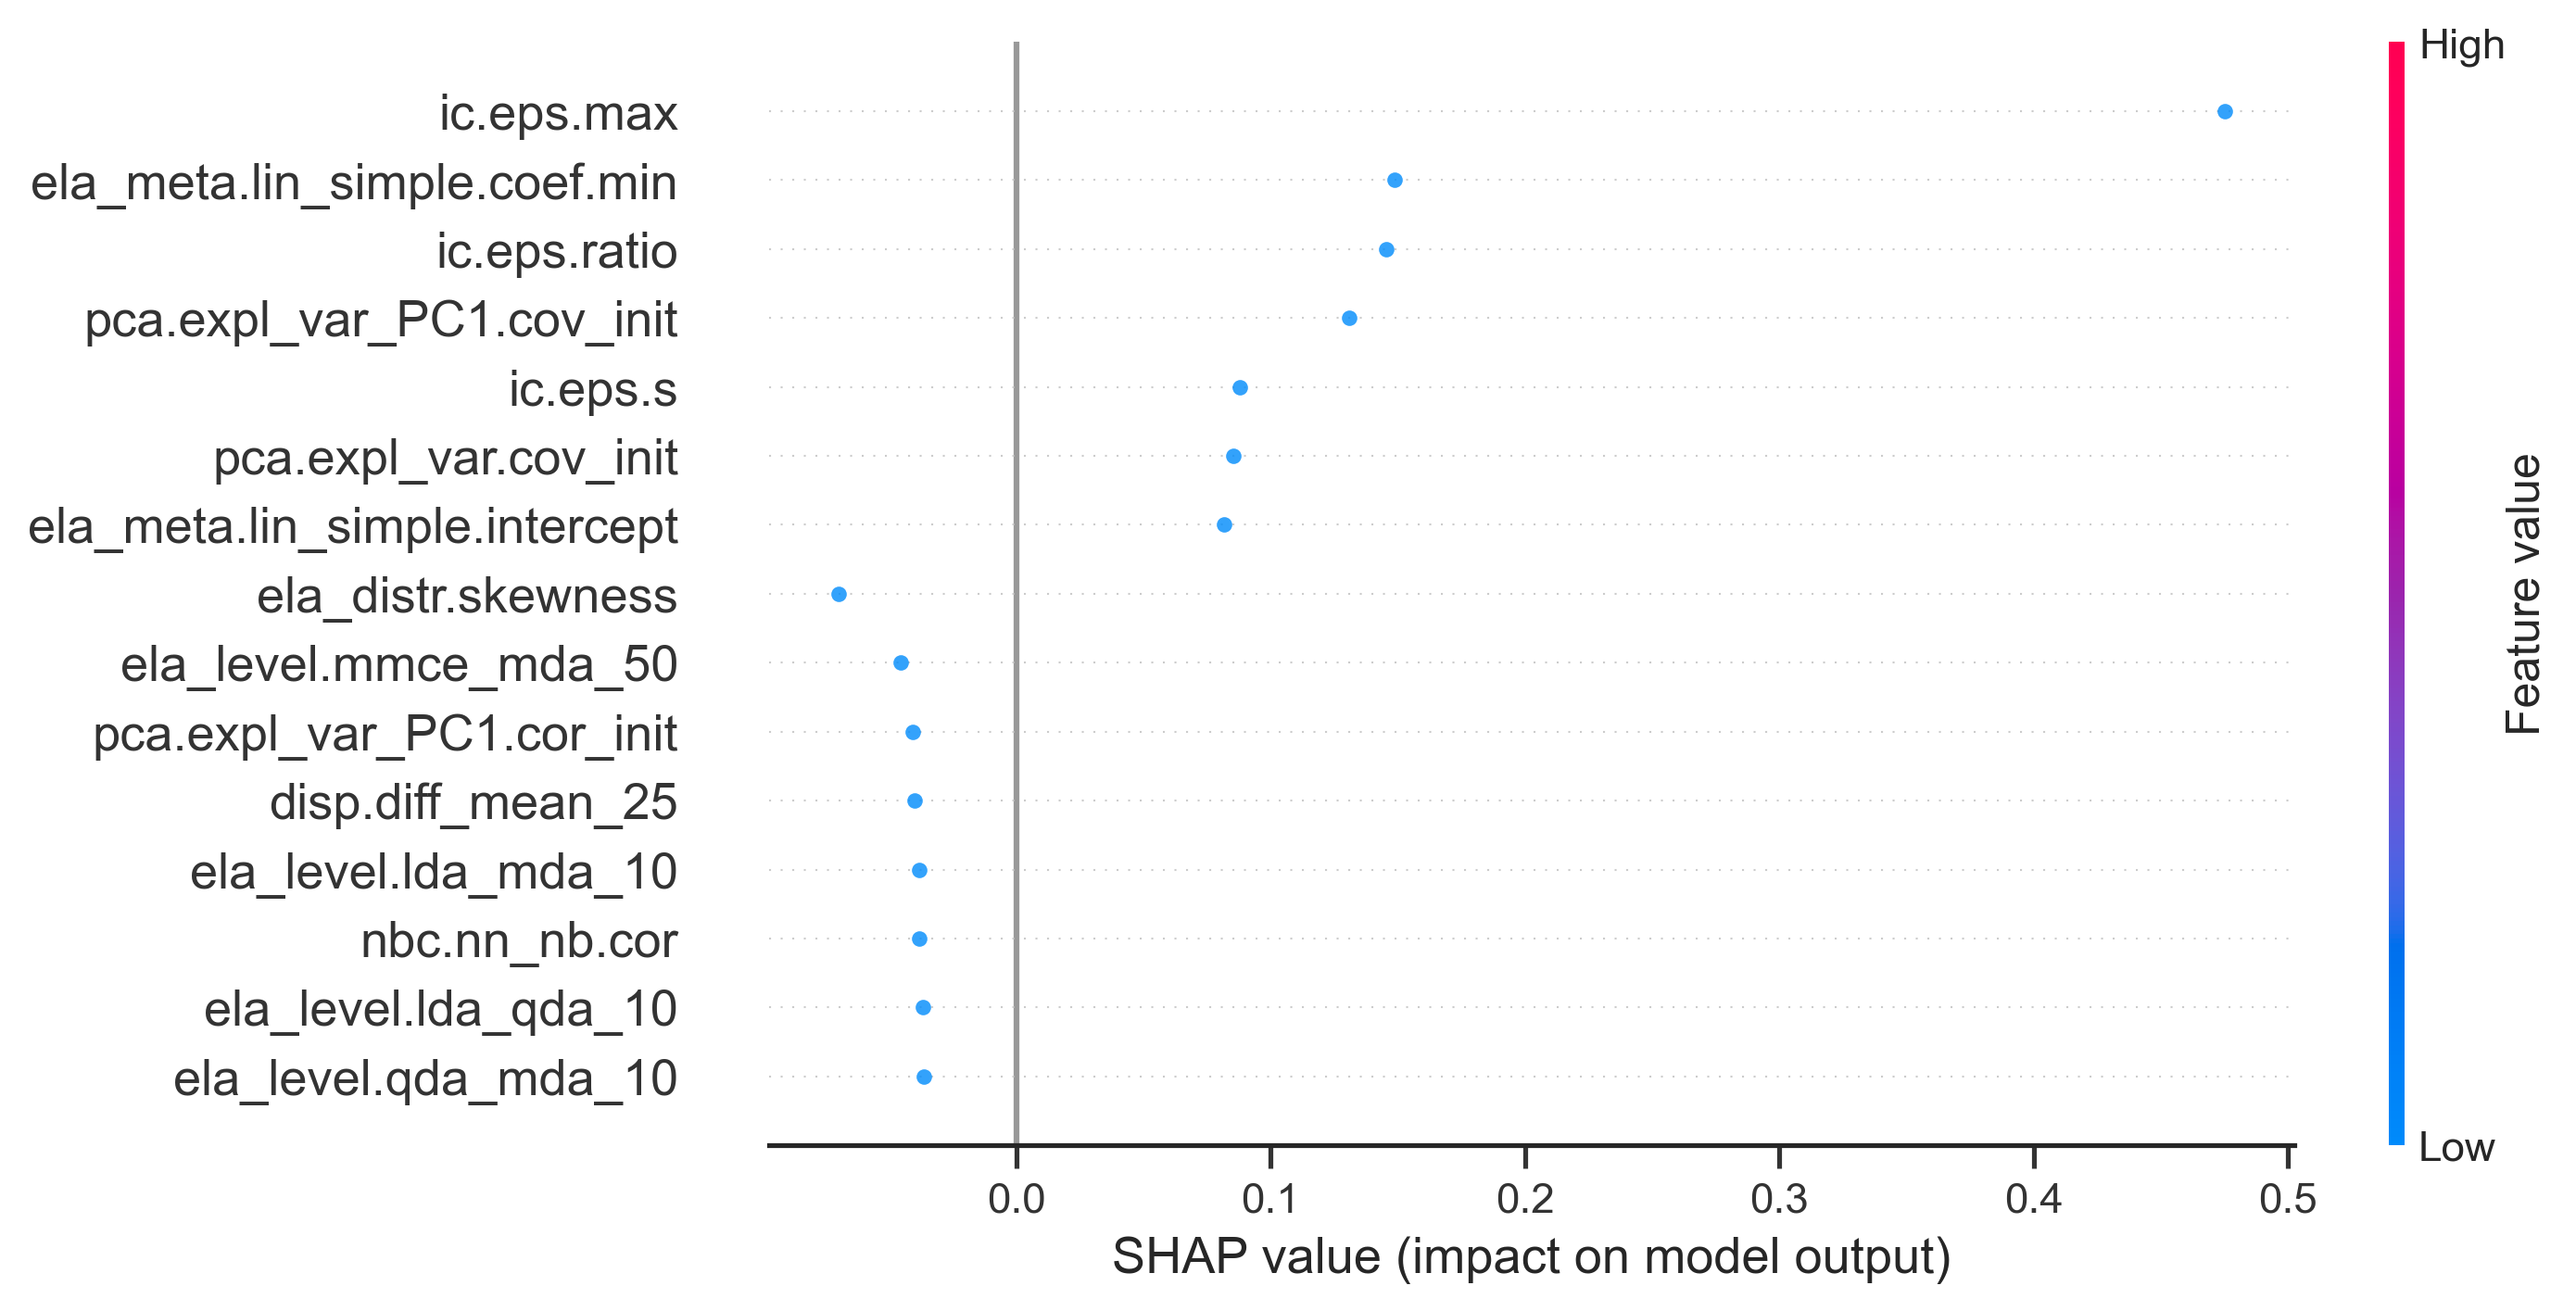 High
ic.eps.max
ela_meta.lin_simple.coef.min
ic.eps.ratio
pca.expl_var_PC1.cov_init
ic.eps.s
pca.expl_var.cov_init
ela_meta.lin_simple.intercept
ela_distr.skewness
ela_level.mmce_mda_50
pca.expl_var_PC1.cor_init
disp.diff_mean_25
ela_level.lda_mda_10
nbc.nn_nb.cor
ela_level.lda_qda_10
ela_level.qda_mda_10
Feature value
Low
0.0 0.1 0.2 0.3 0.4 0.5
SHAP value (impact on model output)